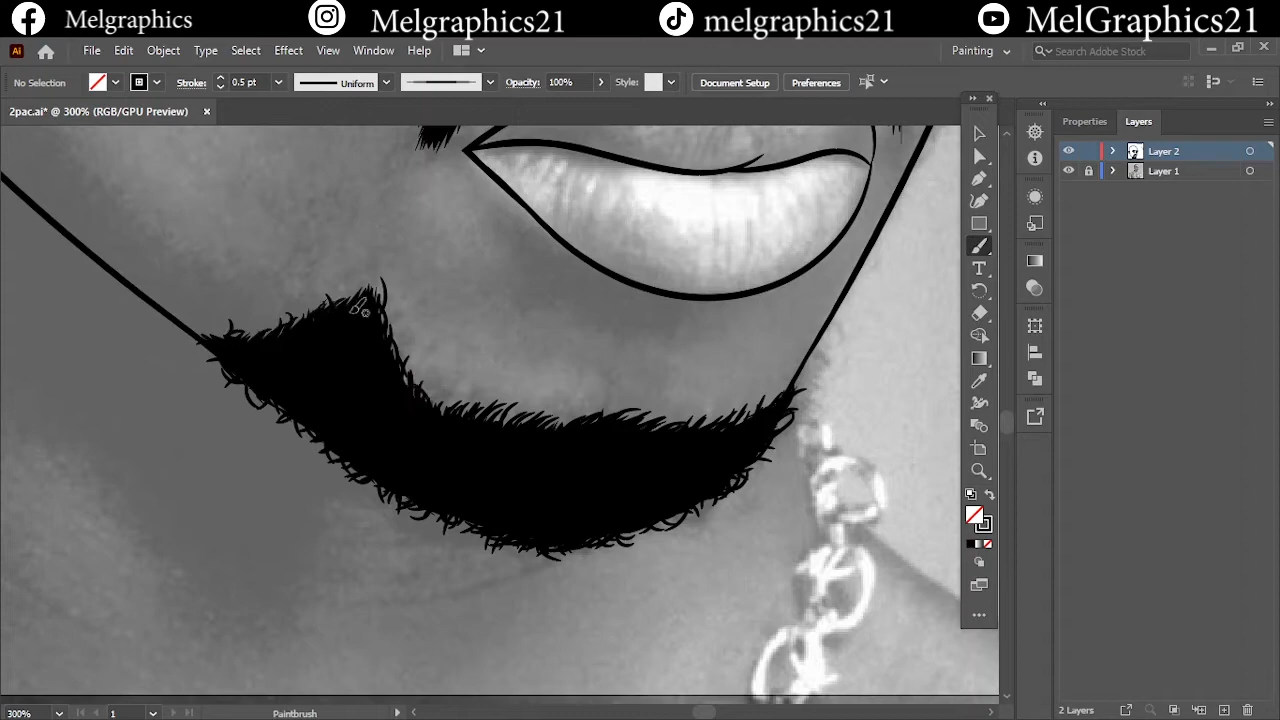 Melgraphics
Melgraphics21
melgraphics21
MelGraphics21
Ai
File Edit Object Type Select Effect View Window Help
Painting
Search Adobe Stock
No Selection
Stroke:
0.5 pt
Uniform
Opacity:
100%
Style:
Document Setup
Preferences
2pac.ai* @ 300% (RGB/GPU Preview)
Properties
Layers
Layer 2
Layer 1
300%
1
Paintbrush
2 Layers